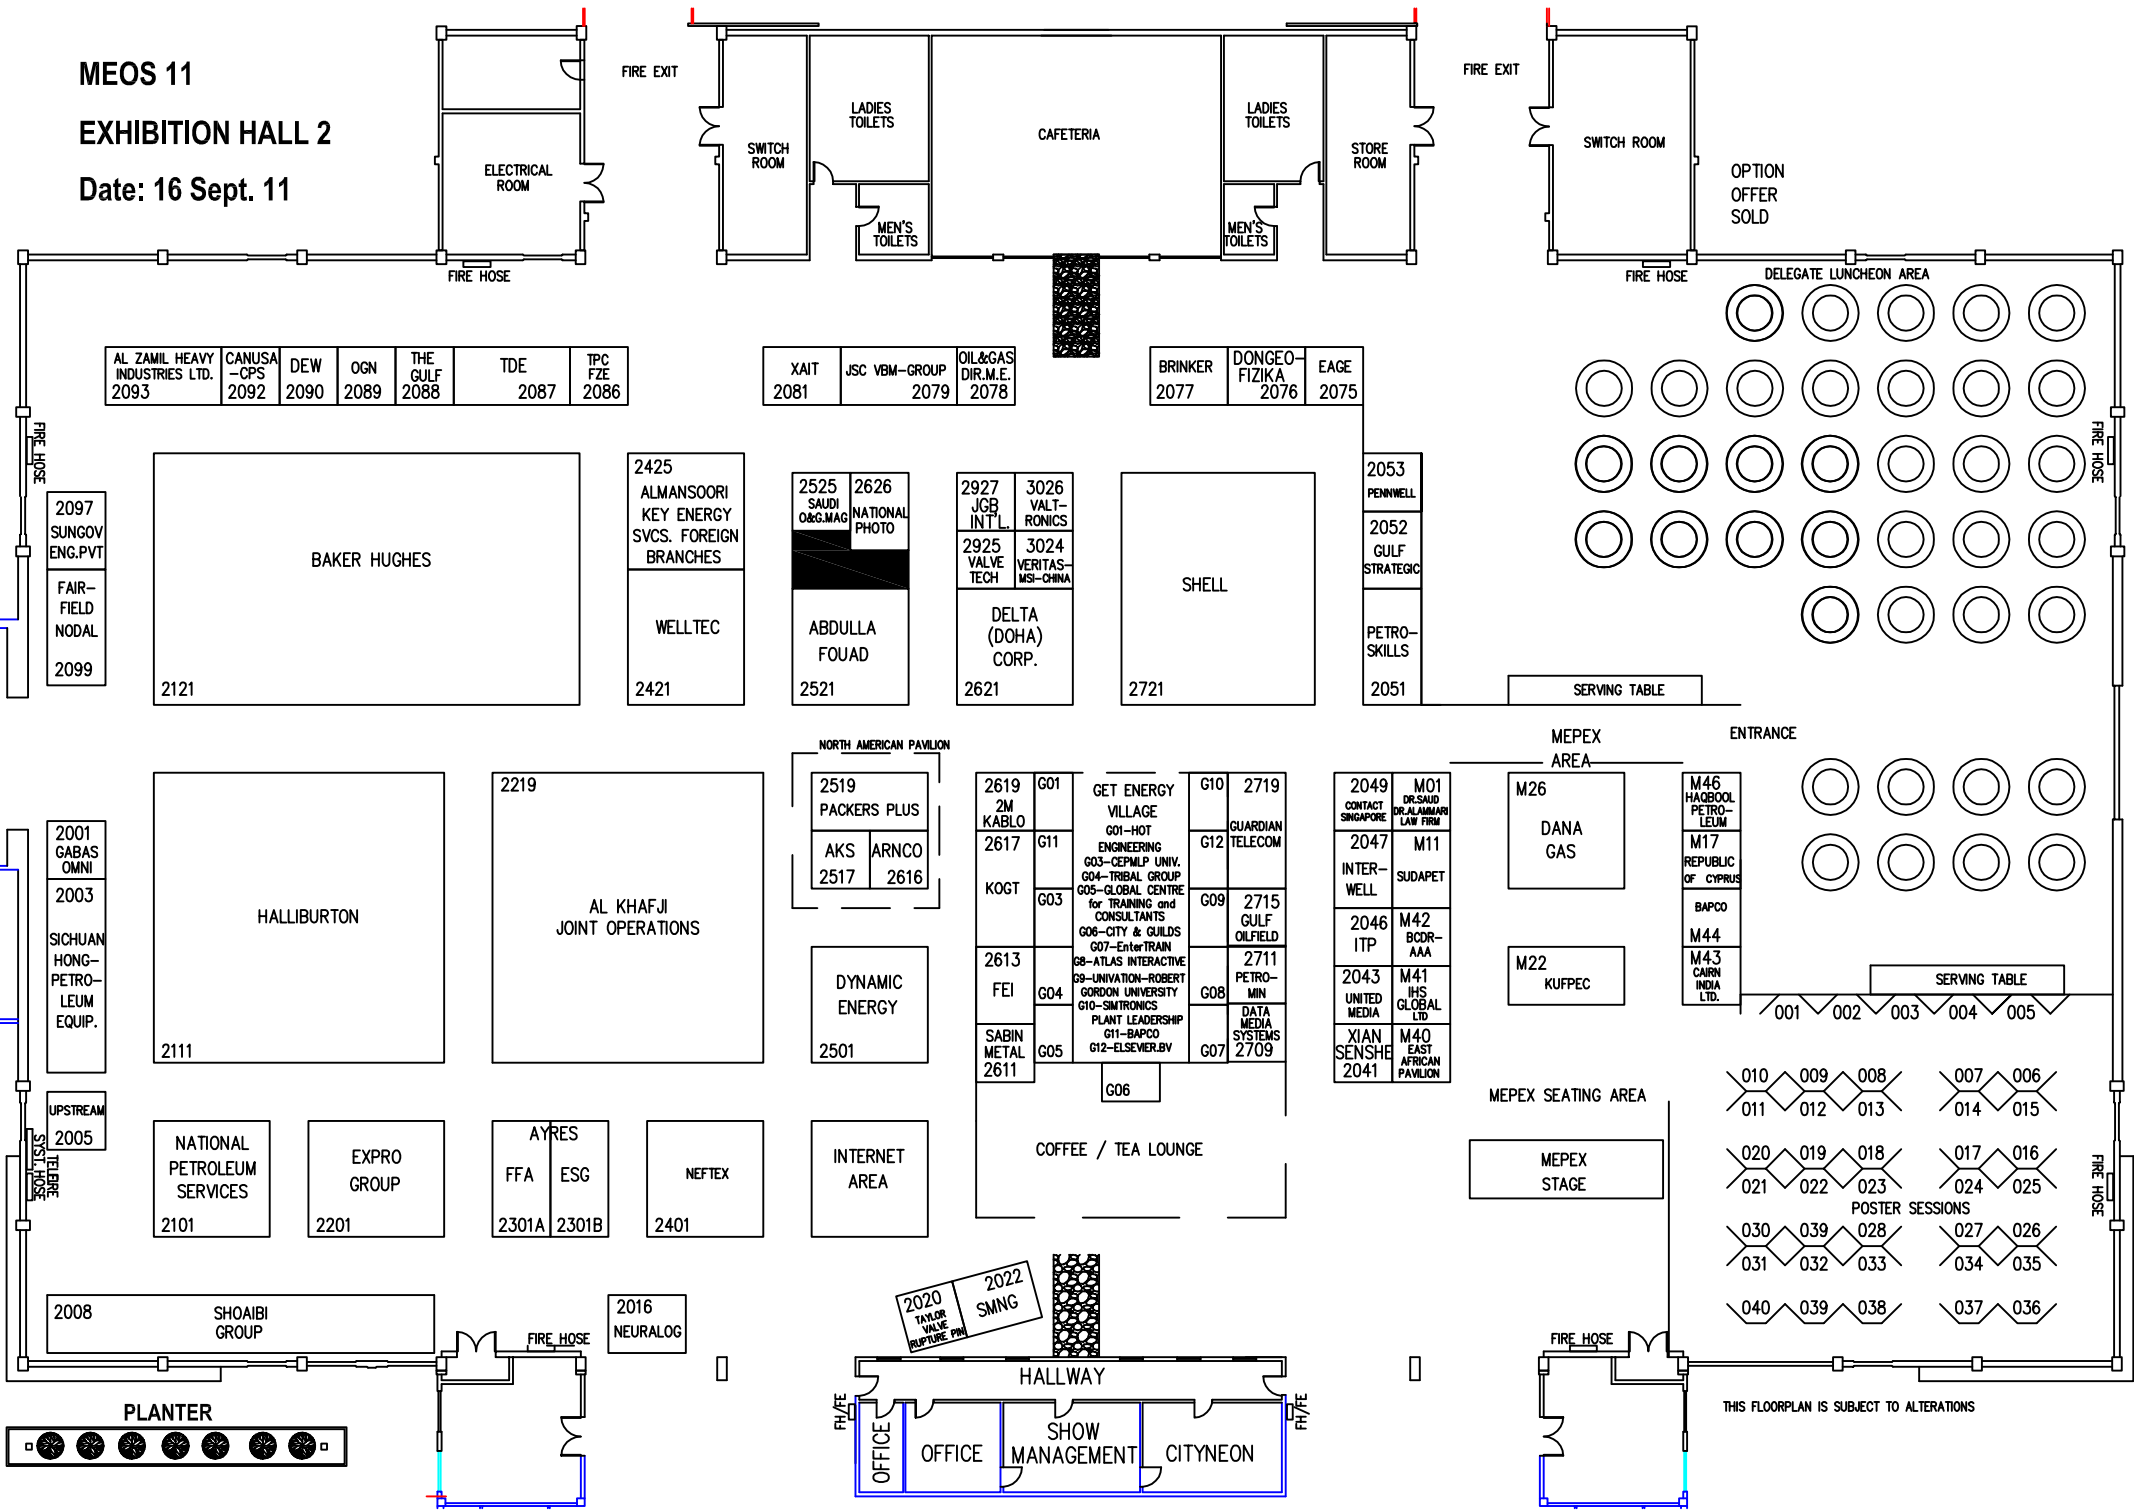 MEOS 11
EXHIBITION HALL 2
Date: 16 Sept. 11
ELECTRICAL
ROOM
FIRE EXIT
SWITCH
ROOM
LADIES
TOILETS
MEN'S
TOILETS
CAFETERIA
LADIES
TOILETS
MEN'S
TOILETS
STORE
ROOM
FIRE EXIT
SWITCH ROOM
OPTION
OFFER
SOLD
FIRE HOSE
FIRE HOSE
DELEGATE LUNCHEON AREA
AL ZAMIL HEAVY
INDUSTRIES LTD.
2093
CANUSA
-CPS
2092
DEW
2090
OGN
2089
THE
GULF
2088
TDE
2087
TPC
FZE
2086
XAIT
2081
JSC VBM-GROUP
2079
OIL&GAS
DIR.M.E.
2078
BRINKER
2077
DONGEO-
FIZIKA
2076
EAGE
2075
FIRE HOSE
FIRE HOSE
2097
SUNGOV
ENG.PVT
FAIR-
FIELD
NODAL
2099
BAKER HUGHES
2121
2425
ALMANSOORI
KEY ENERGY
SVCS. FOREIGN
BRANCHES
WELLTEC
2421
2525
SAUDI
O&G.MAG
2626
NATIONAL
PHOTO
ABDULLA
FOUAD
2521
2927
JGB
INT'L.
3026
VALT-
RONICS
2925
VALVE
TECH
3024
VERITAS-
MSI-CHINA
DELTA
(DOHA)
CORP.
2621
SHELL
2721
2053
PENNWELL
2052
GULF
STRATEGIC
PETRO-
SKILLS
2051
SERVING TABLE
ENTRANCE
MEPEX
AREA
HALLIBURTON
2111
2219
AL KHAFJI
JOINT OPERATIONS
NORTH AMERICAN PAVILION
2519
PACKERS PLUS
AKS
2517
ARNCO
2616
DYNAMIC
ENERGY
2501
2619
2M
KABLO
2617
KOGT
2613
FEI
SABIN
METAL
2611
G01
G11
G03
G04
G05
GET ENERGY
VILLAGE
G01-HOT
ENGINEERING
G03-CEPMLP UNIV.
G04-TRIBAL GROUP
G05-GLOBAL CENTRE
for TRAINING and
CONSULTANTS
G06-CITY & GUILDS
G07-EnterTRAIN
G8-ATLAS INTERACTIVE
G9-UNIVATION-ROBERT
GORDON UNIVERSITY
G10-SIMTRONICS
PLANT LEADERSHIP
G11-BAPCO
G12-ELSEVIER.BV
G10
G12
G09
G08
G07
G06
2719
GUARDIAN
TELECOM
2715
GULF
OILFIELD
2711
PETRO-
MIN
DATA
MEDIA
SYSTEMS
2709
2049
CONTACT
SINGAPORE
M01
DR.SAUD
DR.ALAMMARI
LAW FIRM
2047
INTER-
WELL
M11
SUDAPET
2046
ITP
M42
BCDR-
AAA
2043
UNITED
MEDIA
M41
IHS
GLOBAL
LTD
XIAN
SENSHE
2041
M40
EAST
AFRICAN
PAVILION
M26
DANA
GAS
M22
KUFPEC
M46
HAQBOOL
PETRO-
LEUM
M17
REPUBLIC
OF CYPRUS
BAPCO
M44
M43
CAIRN
INDIA
LTD.
SERVING TABLE
001 002 003 004 005
2001
GABAS
OMNI
2003
SICHUAN
HONG-
PETRO-
LEUM
EQUIP.
UPSTREAM
2005
TELEIRE
SYST. HOSE
NATIONAL
PETROLEUM
SERVICES
2101
EXPRO
GROUP
2201
AYRES
FFA
2301A
ESG
2301B
NEFTEX
2401
INTERNET
AREA
COFFEE / TEA LOUNGE
MEPEX SEATING AREA
MEPEX
STAGE
010 009 008 007 006
011 012 013 014 015
020 019 018 017 016
021 022 023 024 025
POSTER SESSIONS
030 039 028 027 026
031 032 033 034 035
040 039 038 037 036
FIRE HOSE
2008
SHOAIBI
GROUP
2016
NEURALOG
2020
TAYLOR
VALVE
RUPTURE PIN
2022
SMNG
FIRE HOSE
FIRE HOSE
HALLWAY
FH/FE
FH/FE
OFFICE
OFFICE
SHOW
MANAGEMENT
CITYNEON
PLANTER
THIS FLOORPLAN IS SUBJECT TO ALTERATIONS